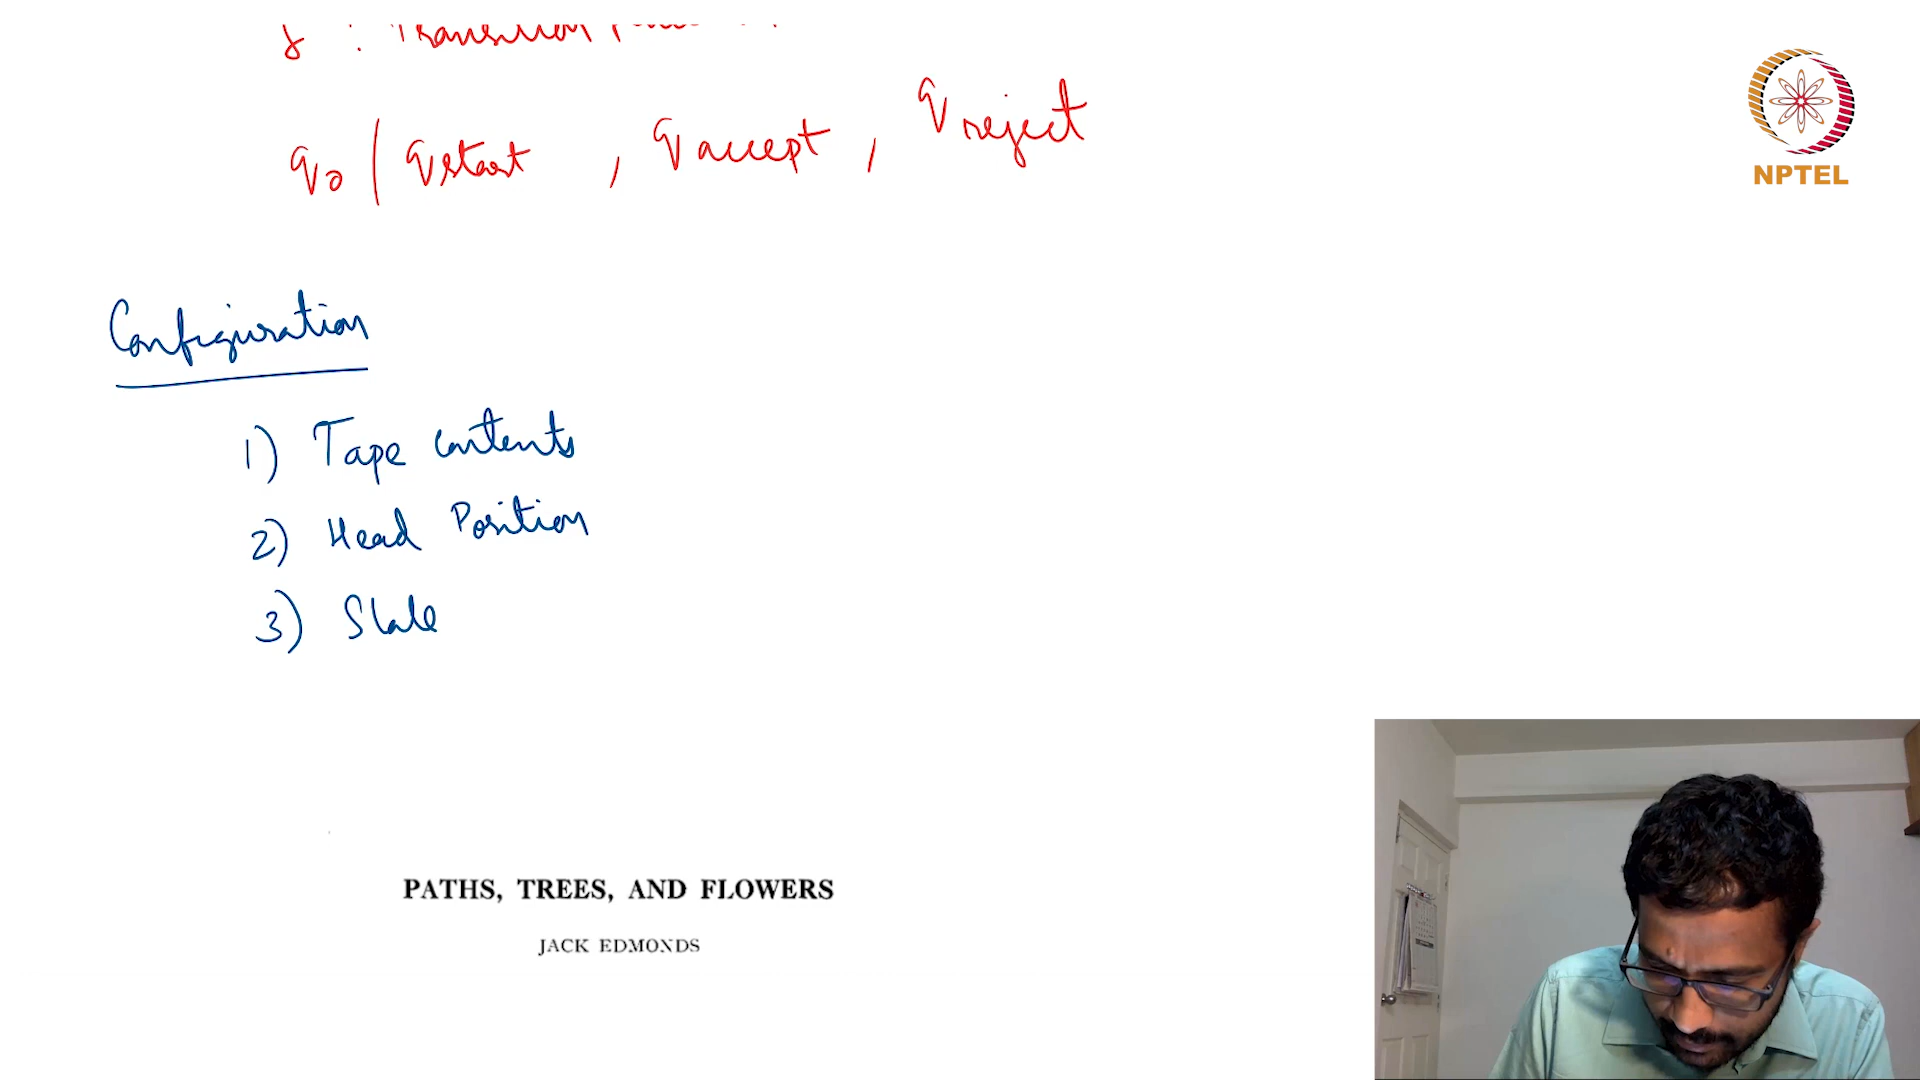 δ : Transition
q0 / qstart , qaccept , qreject
NPTEL
Configuration
1) Tape contents
2) Head Position
3) State
PATHS, TREES, AND FLOWERS
JACK EDMONDS